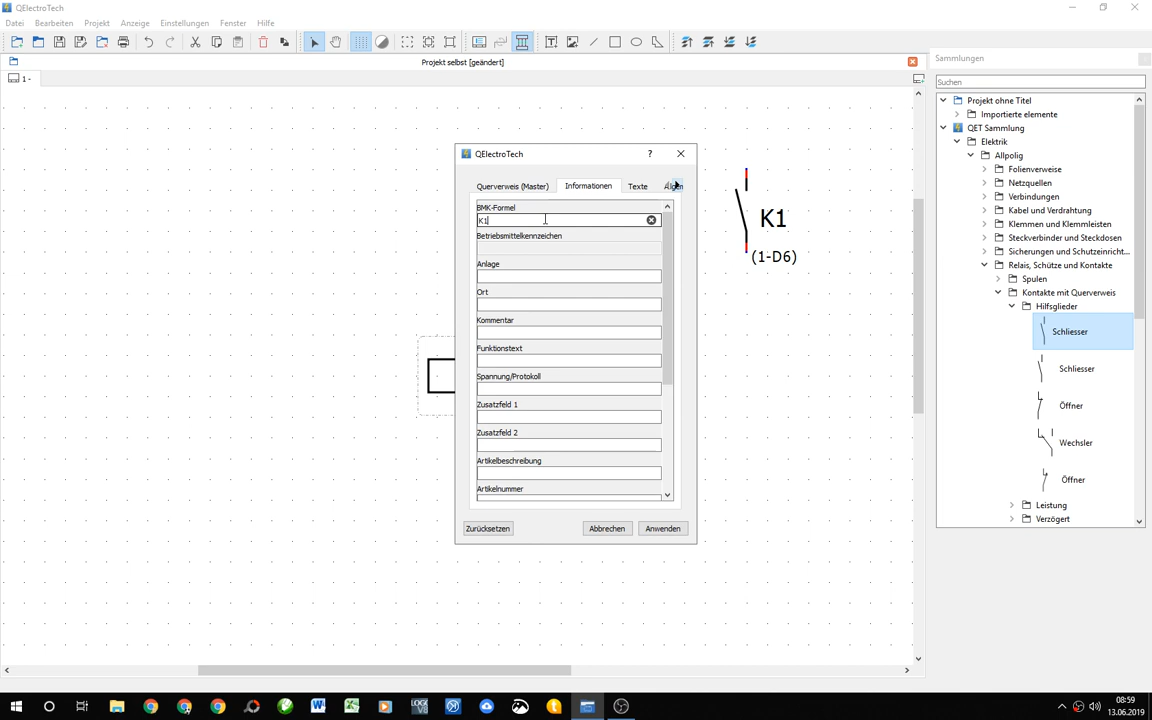 QElectroTech
Datei Bearbeiten Projekt Anzeige Einstellungen Fenster Hilfe
Projekt selbst [geändert]
1 -
QElectroTech
Querverweis (Master) Informationen Texte
BMK-Formel
K1
Betriebsmittelkennzeichen
Anlage
Ort
Kommentar
Funktionstext
Spannung/Protokoll
Zusatzfeld 1
Zusatzfeld 2
Artikelbeschreibung
Artikelnummer
Zurücksetzen Abbrechen Anwenden
K1
(1-D6)
Sammlungen
Suchen
Projekt ohne Titel
Importierte elemente
QET Sammlung
Elektrik
Allpolig
Folienverweise
Netzquellen
Verbindungen
Kabel und Verdrahtung
Klemmen und Klemmleisten
Steckverbinder und Steckdosen
Sicherungen und Schutzeinricht...
Relais, Schütze und Kontakte
Spulen
Kontakte mit Querverweis
Hilfsglieder
Schliesser
Schliesser
Öffner
Wechsler
Öffner
Leistung
Verzögert
08:59
13.06.2019